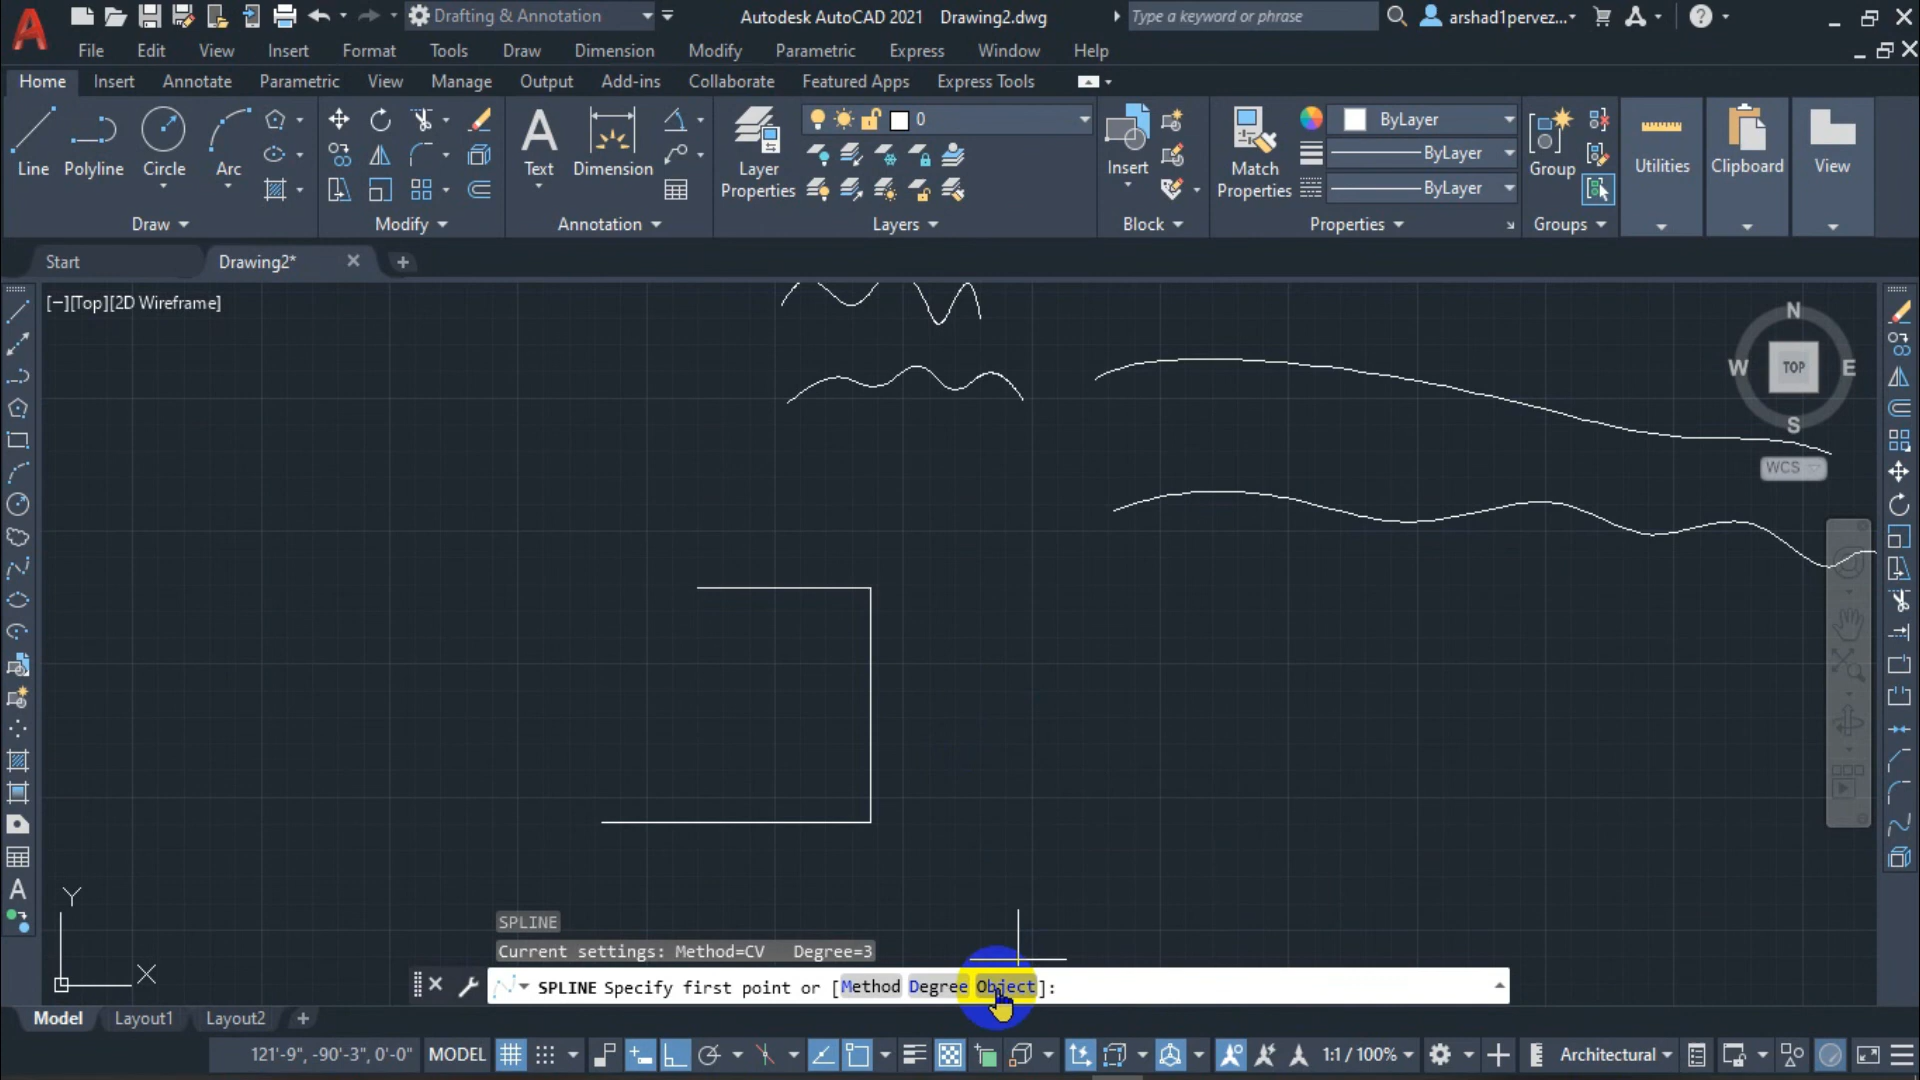 Drafting & Annotation
Autodesk AutoCAD 2021 Drawing2.dwg
Type a keyword or phrase
arshad1pervez...
File Edit View Insert Format Tools Draw Dimension Modify Parametric Express Window Help
Home Insert Annotate Parametric View Manage Output Add-ins Collaborate Featured Apps Express Tools
0
ByLayer
ByLayer
ByLayer
Line Polyline Circle Arc
Text Dimension
Layer Properties
Insert
Match Properties
Group
Utilities
Clipboard
View
Draw Modify Annotation Layers Block Properties Groups
Start Drawing2*
[−][Top][2D Wireframe]
N
W TOP E
S
WCS
A
Y
X
SPLINE
Current settings: Method=CV Degree=3
SPLINE Specify first point or [Method Degree Object]:
Model Layout1 Layout2
121'-9", -90'-3", 0'-0" MODEL 1:1 / 100% Architectural